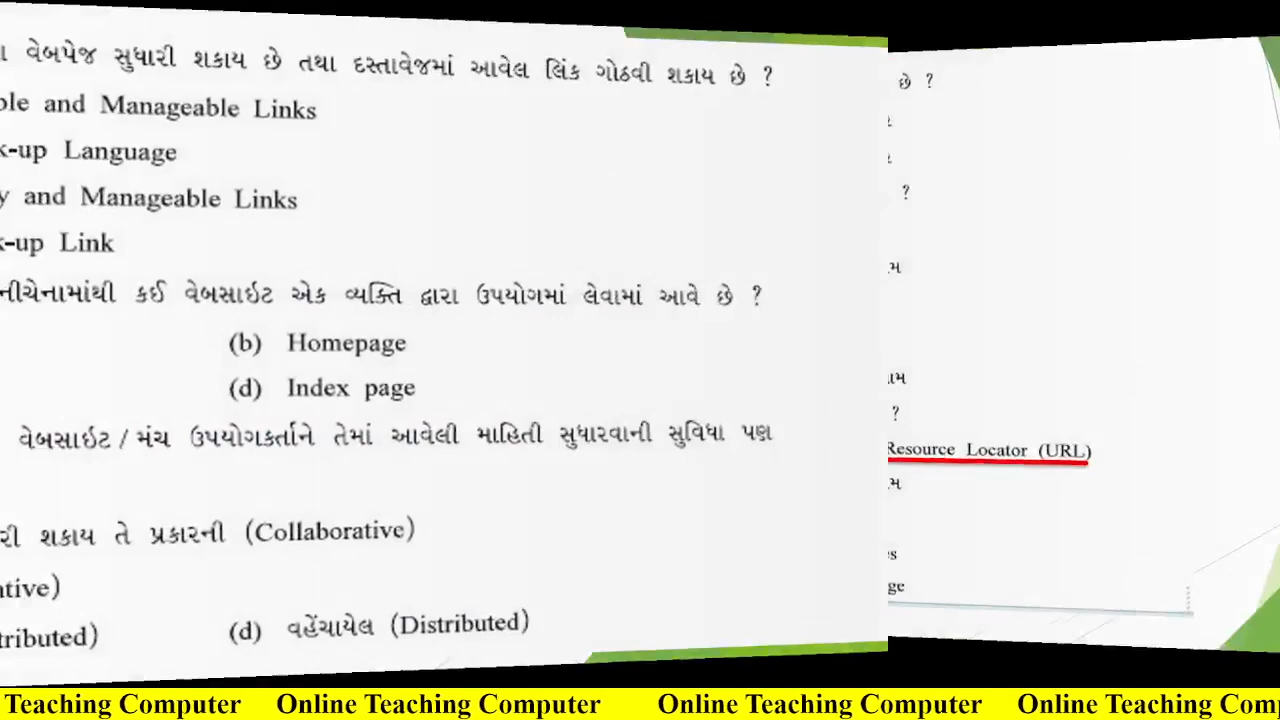 વેબપેજ સુધારી શકાય છે તથા દસ્તાવેજમાં આવેલ લિંક ગોઠવી શકાય છે ?
and Manageable Links
k-up Language
and Manageable Links
k-up Link
નીચેનામાંથી કઈ વેબસાઇટ એક વ્યક્તિ દ્વારા ઉપયોગમાં લેવામાં આવે છે ?
(b) Homepage
(d) Index page
વેબસાઇટ / મંચ ઉપયોગકર્તાને તેમાં આવેલી માહિતી સુધારવાની સુવિધા પણ
શકાય તે પ્રકારની (Collaborative)
ative)
tributed)
(d) વહેંચાયેલ (Distributed)
છે ?
?
?
Resource Locator (URL)
Teaching Computer Online Teaching Computer Online Teaching Computer Online Teaching Com